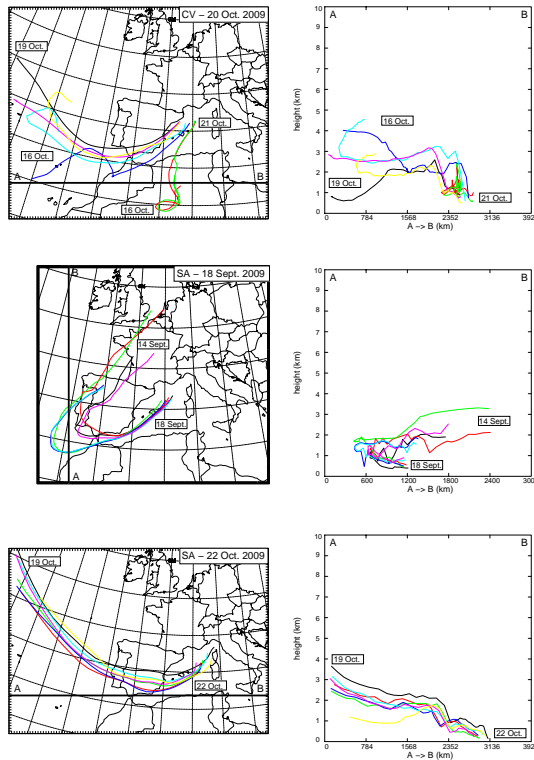 CV – 20 Oct. 2009
19 Oct.
21 Oct.
16 Oct.
A
B
16 Oct.
A
B
10
9
8
7
6
5
4
3
2
1
0
height (km)
16 Oct.
19 Oct.
21 Oct.
0
784
1568
2352
3136
392
A –> B (km)
SA – 18 Sept. 2009
B
14 Sept.
18 Sept.
A
A
B
10
9
8
7
6
5
4
3
2
1
0
height (km)
14 Sept.
18 Sept.
0
600
1200
1800
2400
300
A –> B (km)
SA – 22 Oct. 2009
19 Oct.
A
B
22 Oct.
A
B
10
9
8
7
6
5
4
3
2
1
0
height (km)
19 Oct.
22 Oct.
0
784
1568
2352
3136
392
A –> B (km)